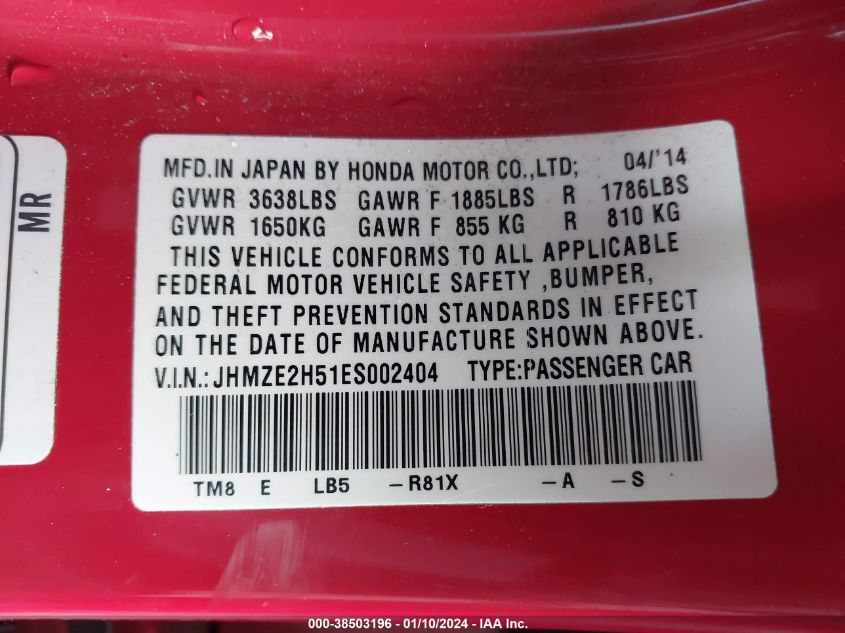 MR
MFD.IN JAPAN BY HONDA MOTOR CO.,LTD; 04/'14
GVWR 3638LBS GAWR F 1885LBS R 1786LBS
GVWR 1650KG GAWR F 855 KG R 810 KG
THIS VEHICLE CONFORMS TO ALL APPLICABLE
FEDERAL MOTOR VEHICLE SAFETY ,BUMPER,
AND THEFT PREVENTION STANDARDS IN EFFECT
ON THE DATE OF MANUFACTURE SHOWN ABOVE.
V.I.N.:JHMZE2H51ES002404 TYPE:PASSENGER CAR
TM8 E LB5 –R81X –A –S
000-38503196 - 01/10/2024 - IAAI.COM